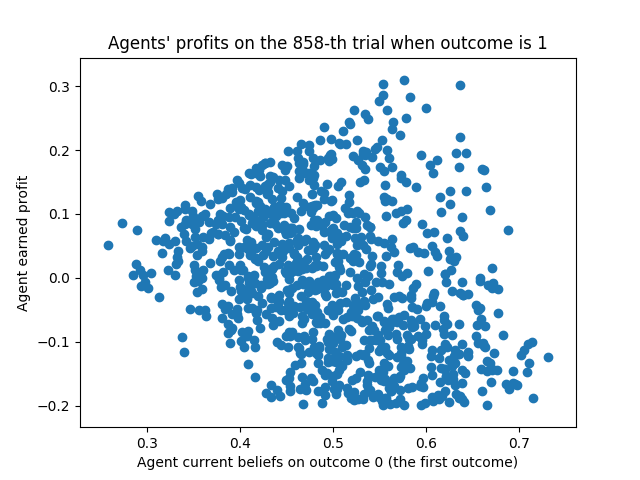 Agents' profits on the 858-th trial when outcome is 1
Agent earned profit
0.3
0.2
0.1
0.0
−0.1
−0.2
0.3 0.4 0.5 0.6 0.7
Agent current beliefs on outcome 0 (the first outcome)